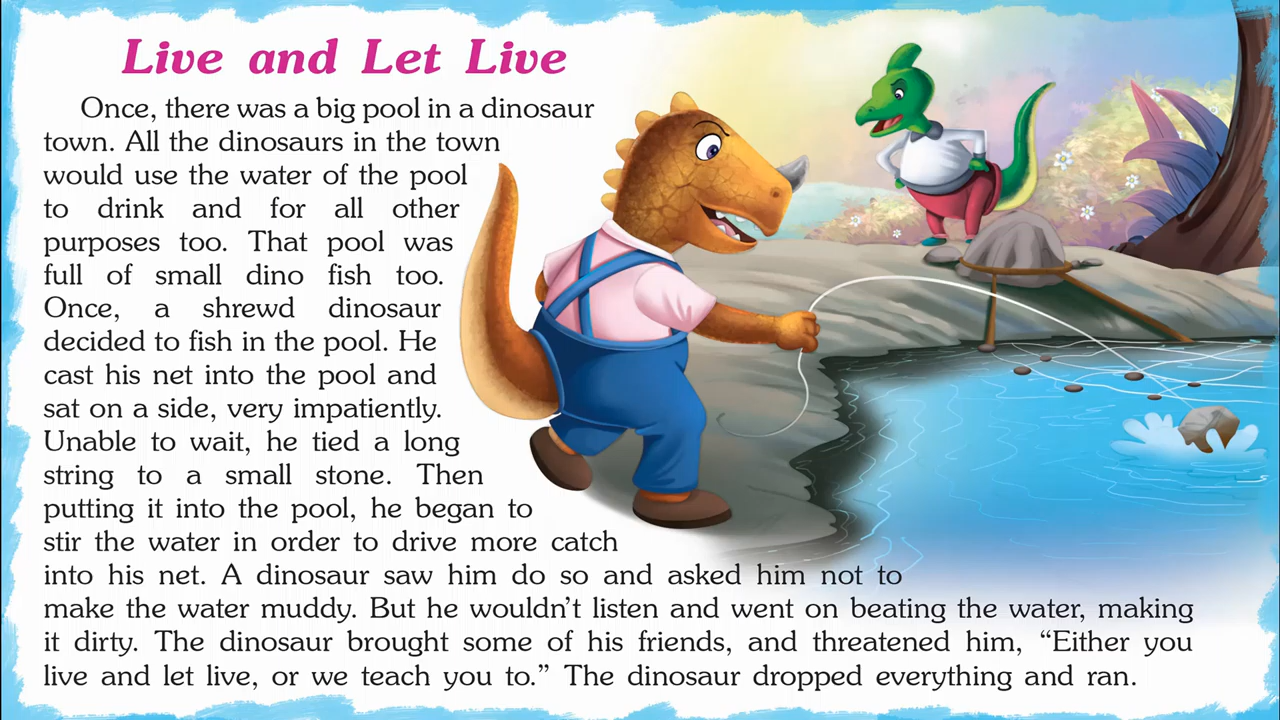 Live and Let Live
Once, there was a big pool in a dinosaur
town. All the dinosaurs in the town
would use the water of the pool
to drink and for all other
purposes too. That pool was
full of small dino fish too.
Once, a shrewd dinosaur
decided to fish in the pool. He
cast his net into the pool and
sat on a side, very impatiently.
Unable to wait, he tied a long
string to a small stone. Then
putting it into the pool, he began to
stir the water in order to drive more catch
into his net. A dinosaur saw him do so and asked him not to
make the water muddy. But he wouldn’t listen and went on beating the water, making
it dirty. The dinosaur brought some of his friends, and threatened him, “Either you
live and let live, or we teach you to.” The dinosaur dropped everything and ran.